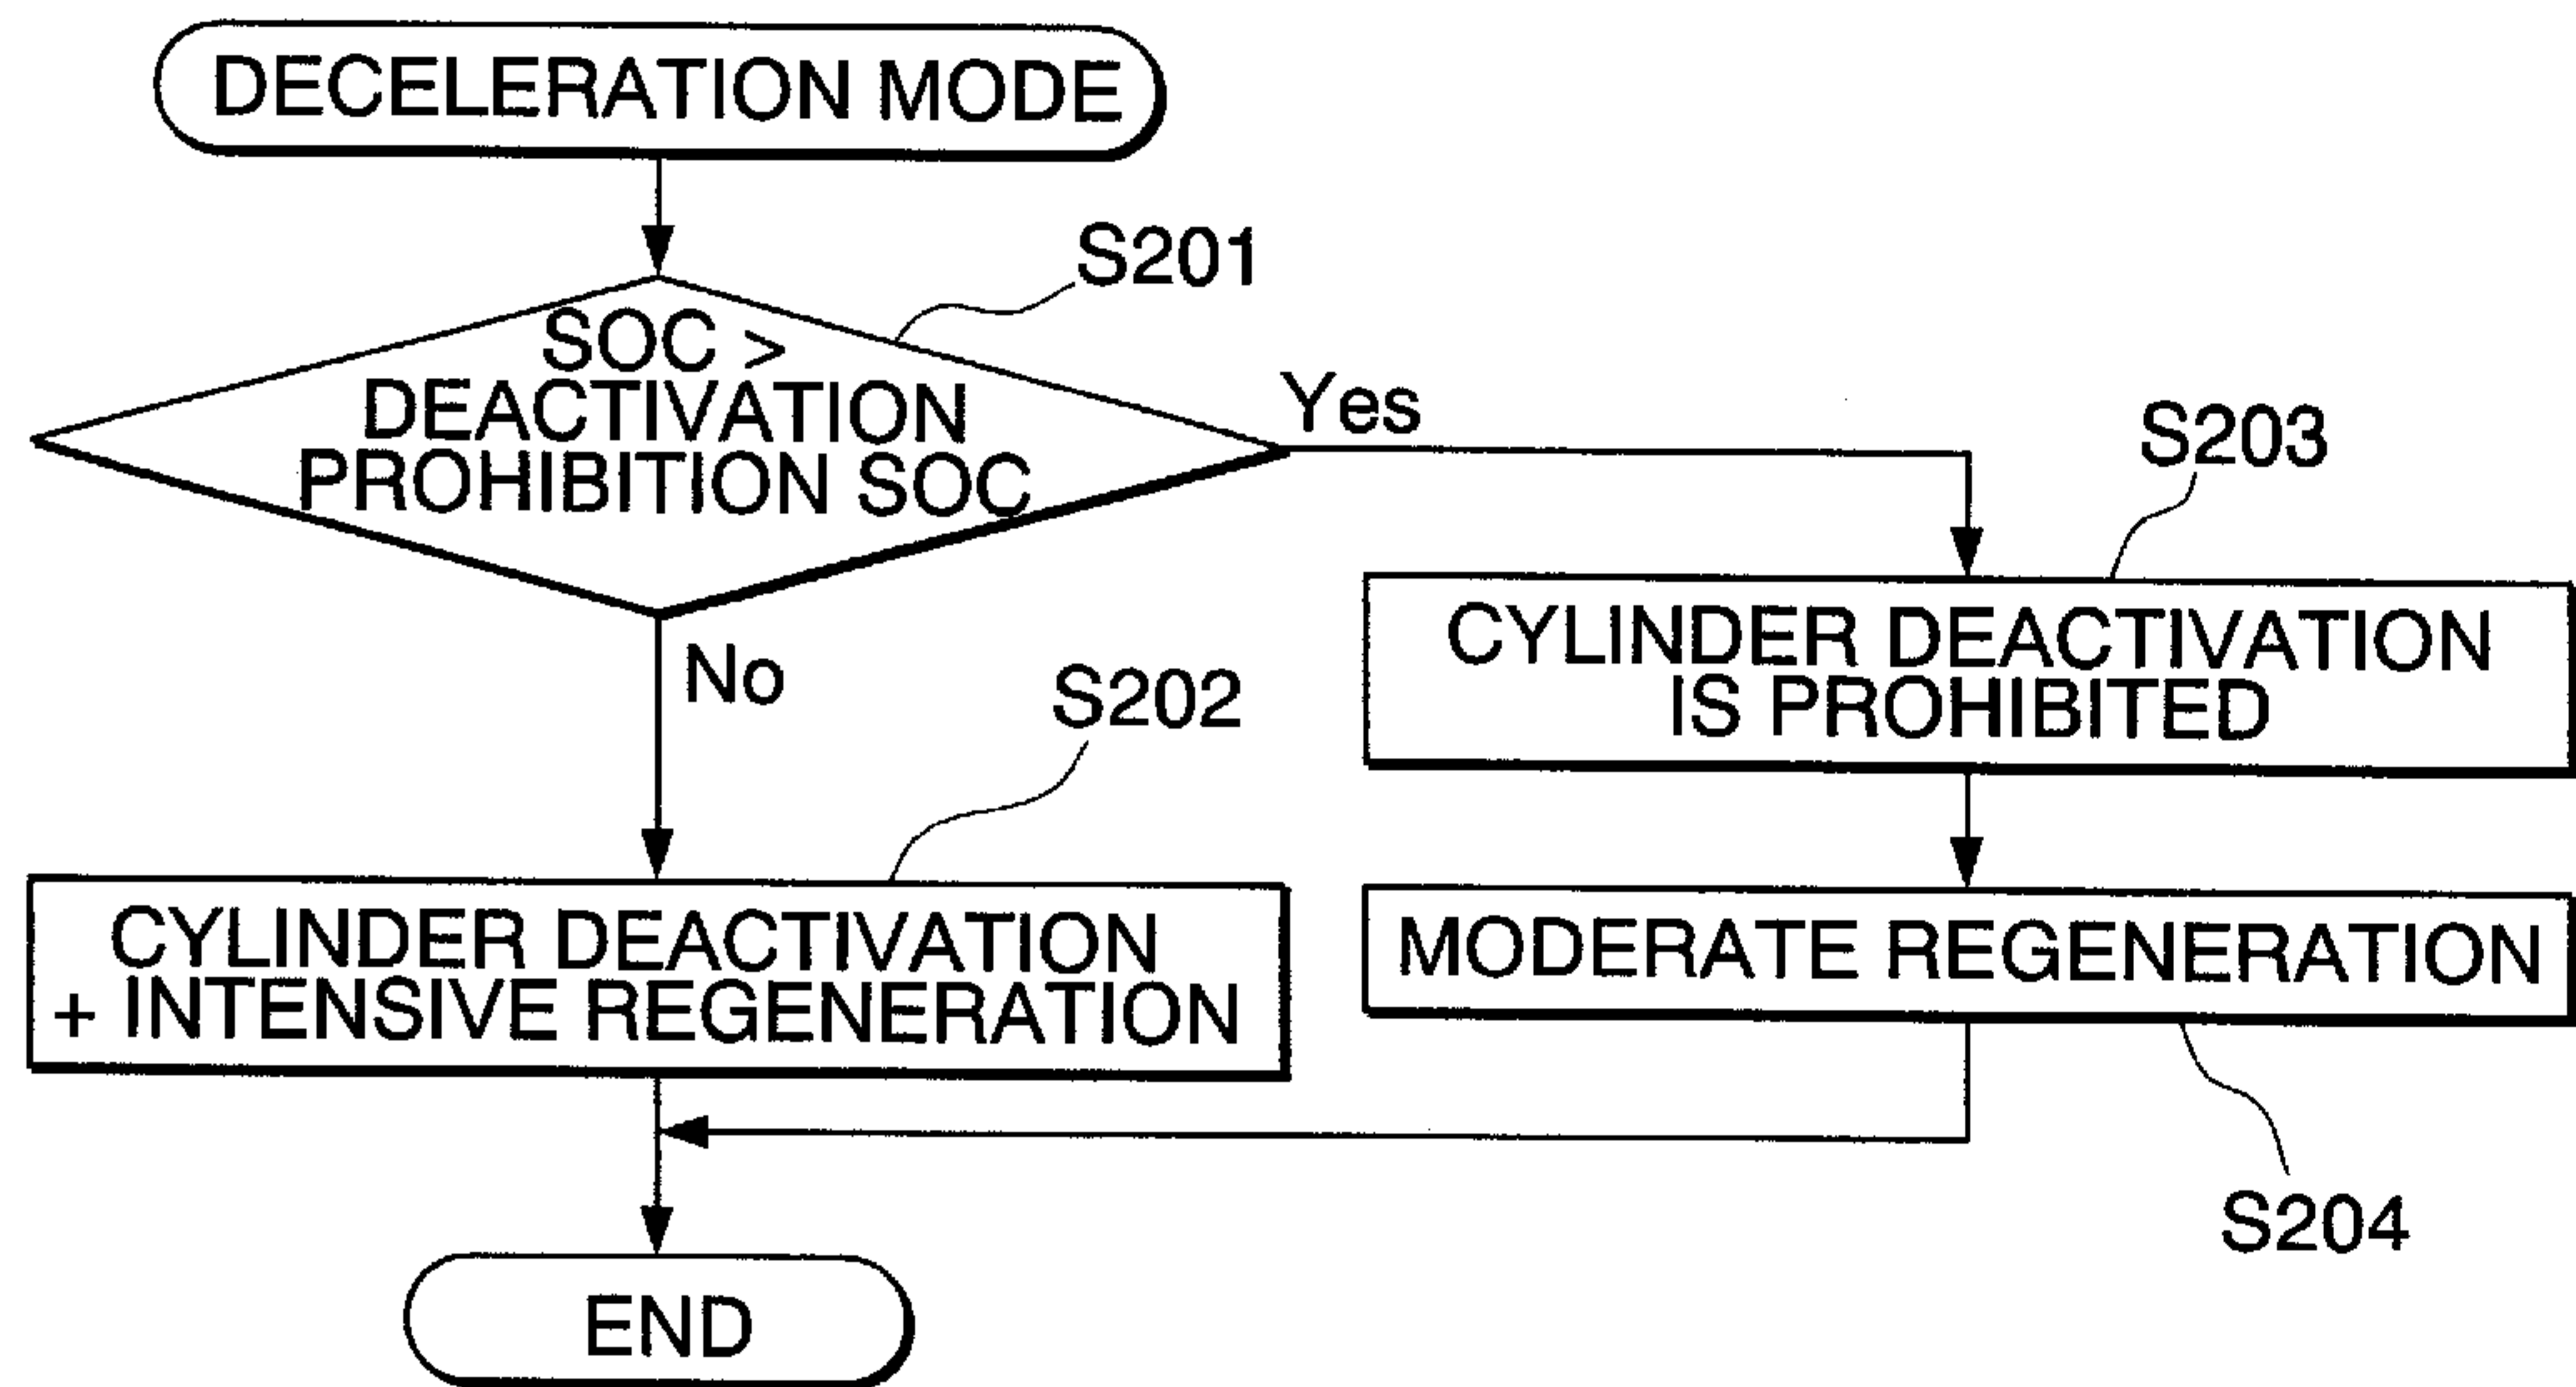 DECELERATION MODE
S201
SOC >
DEACTIVATION
PROHIBITION SOC
Yes
No
S203
CYLINDER DEACTIVATION
IS PROHIBITED
S202
CYLINDER DEACTIVATION
+ INTENSIVE REGENERATION
MODERATE REGENERATION
S204
END